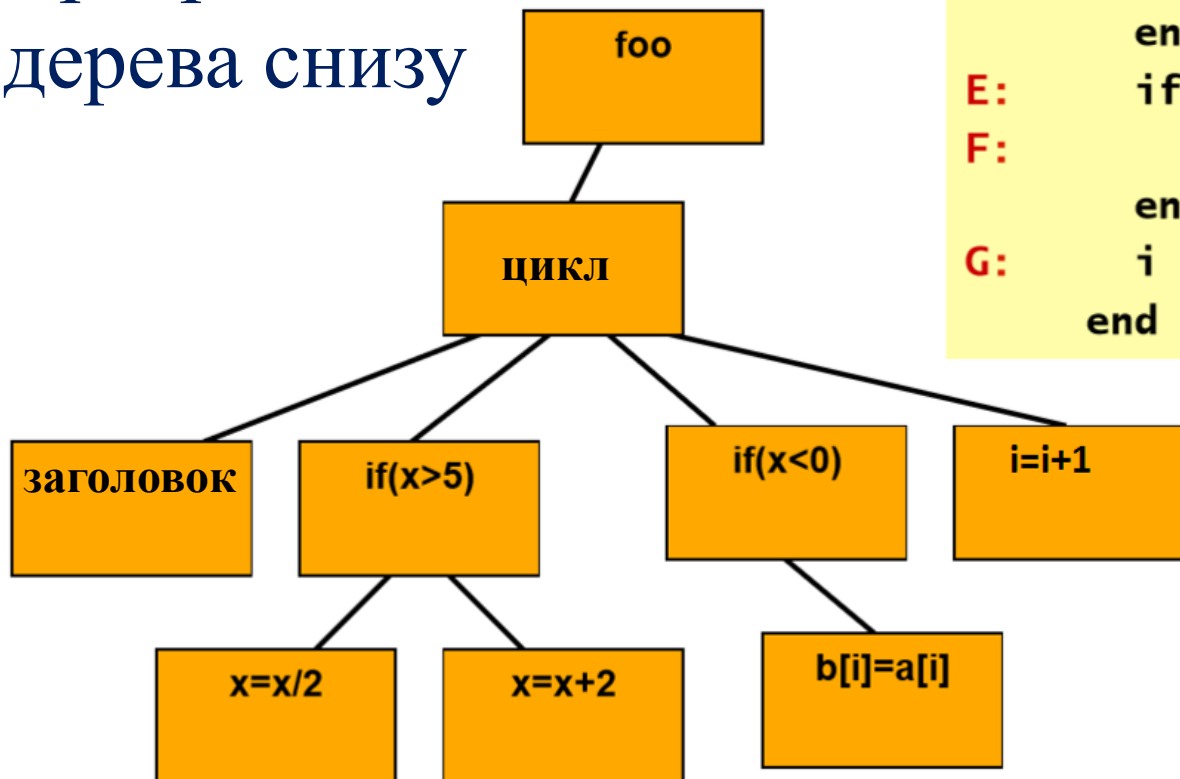 дерева снизу
foo
цикл
заголовок
if(x>5)
if(x<0)
i=i+1
x=x/2
x=x+2
b[i]=a[i]
en
E: if
F:
en
G: i
end